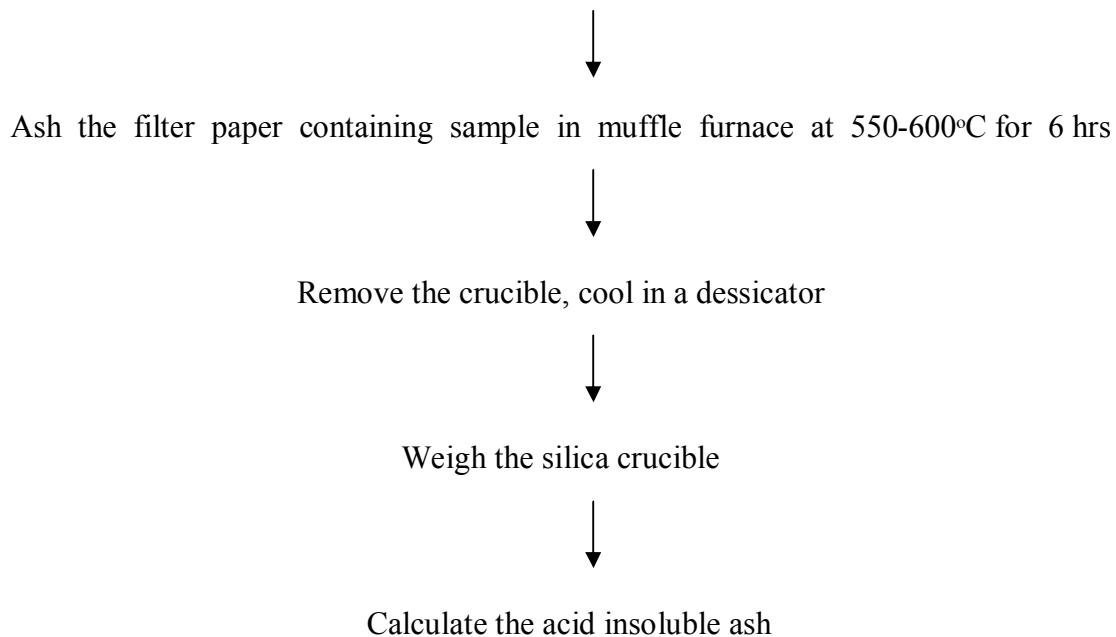 Ash the filter paper containing sample in muffle furnace at 550-600°C for 6 hrs
Remove the crucible, cool in a dessicator
Weigh the silica crucible
Calculate the acid insoluble ash